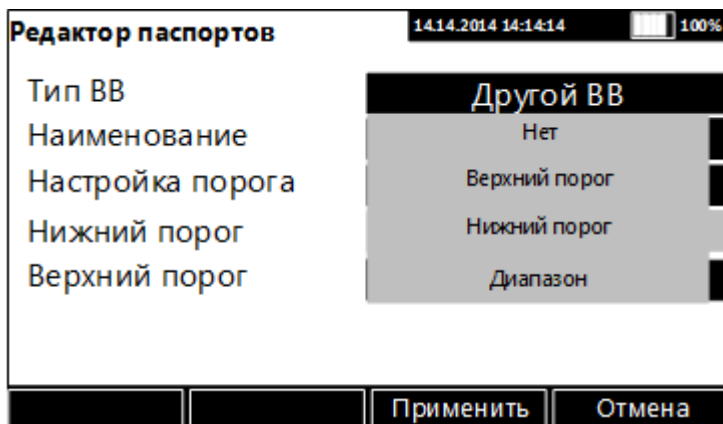 Редактор паспортов 14.14.2014 14:14:14 100%
Тип ВВ Другой ВВ
Наименование Нет
Настройка порога Верхний порог
Нижний порог Нижний порог
Верхний порог Диапазон
Применить Отмена